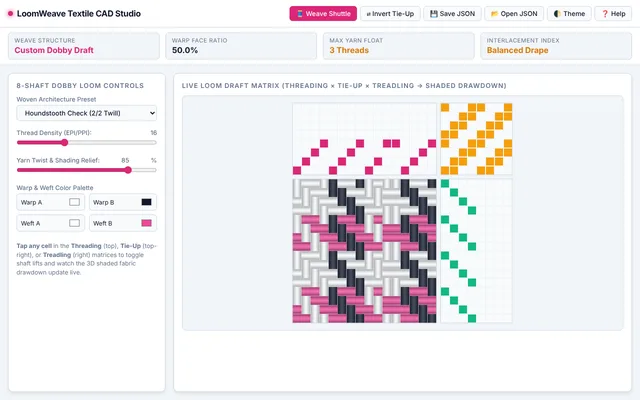 LoomWeave Textile CAD Studio
🧵 Weave Shuttle
⇄ Invert Tie-Up
💾 Save JSON
📂 Open JSON
🌓 Theme
❓ Help
WEAVE STRUCTURE
Custom Dobby Draft
WARP FACE RATIO
50.0%
MAX YARN FLOAT
3 Threads
INTERLACEMENT INDEX
Balanced Drape
8-SHAFT DOBBY LOOM CONTROLS
Woven Architecture Preset
Houndstooth Check (2/2 Twill)
Thread Density (EPI/PPI): 16
Yarn Twist & Shading Relief: 85 %
Warp & Weft Color Palette
Warp A
Warp B
Weft A
Weft B
Tap any cell in the Threading (top), Tie-Up (top-
right), or Treadling (right) matrices to toggle
shaft lifts and watch the 3D shaded fabric
drawdown update live.
LIVE LOOM DRAFT MATRIX (THREADING × TIE-UP × TREADLING → SHADED DRAWDOWN)